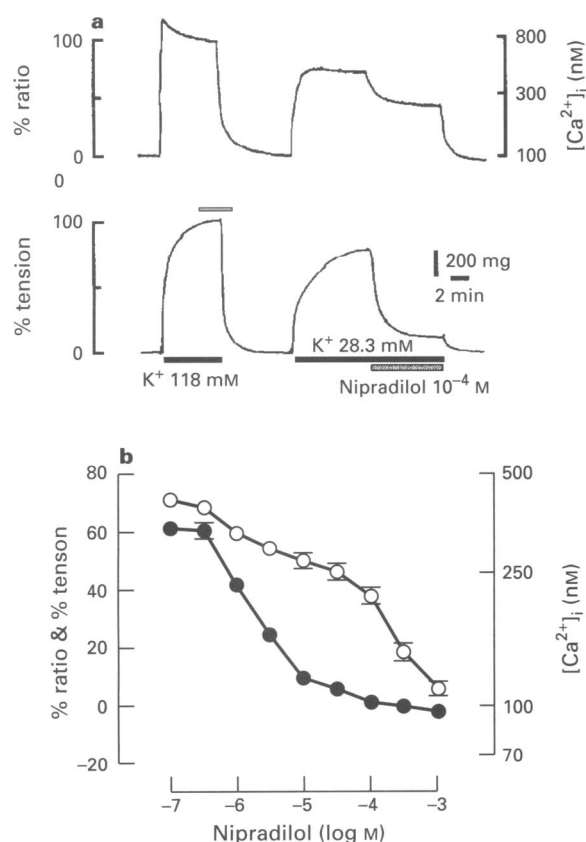 a
100
0
% ratio
800
300
100
[Ca²⁺]ᵢ (nM)
0
100
0
% tension
200 mg
2 min
K⁺ 118 mM
K⁺ 28.3 mM
Nipradilol 10⁻⁴ M
b
80
60
40
20
0
–20
% ratio & % tenson
500
250
100
70
[Ca²⁺]ᵢ (nM)
–7
–6
–5
–4
–3
Nipradilol (log M)